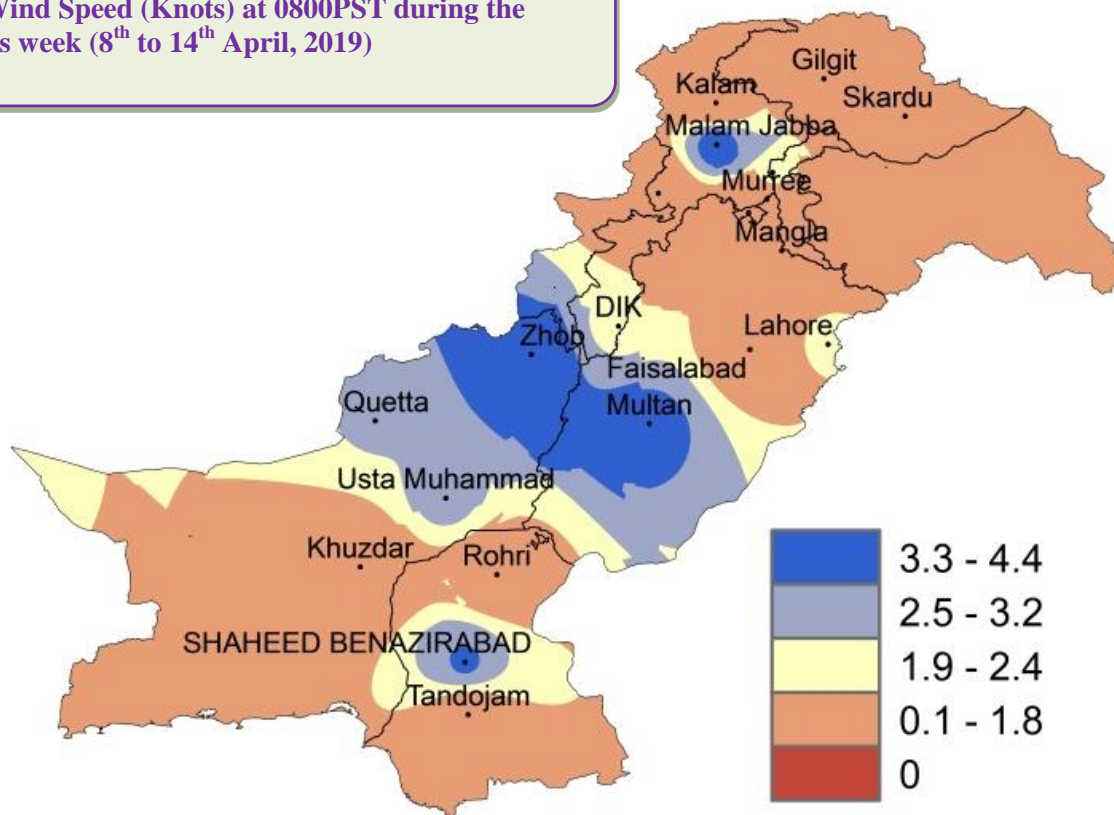 Wind Speed (Knots) at 0800PST during the
s week (8th to 14th April, 2019)
Gilgit
Kalam
Skardu
Malam Jabba
Murree
Mangla
DIK
Lahore
Zhob
Faisalabad
Quetta
Multan
Usta Muhammad
Khuzdar
Rohri
SHAHEED BENAZIRABAD
Tandojam
3.3 - 4.4
2.5 - 3.2
1.9 - 2.4
0.1 - 1.8
0